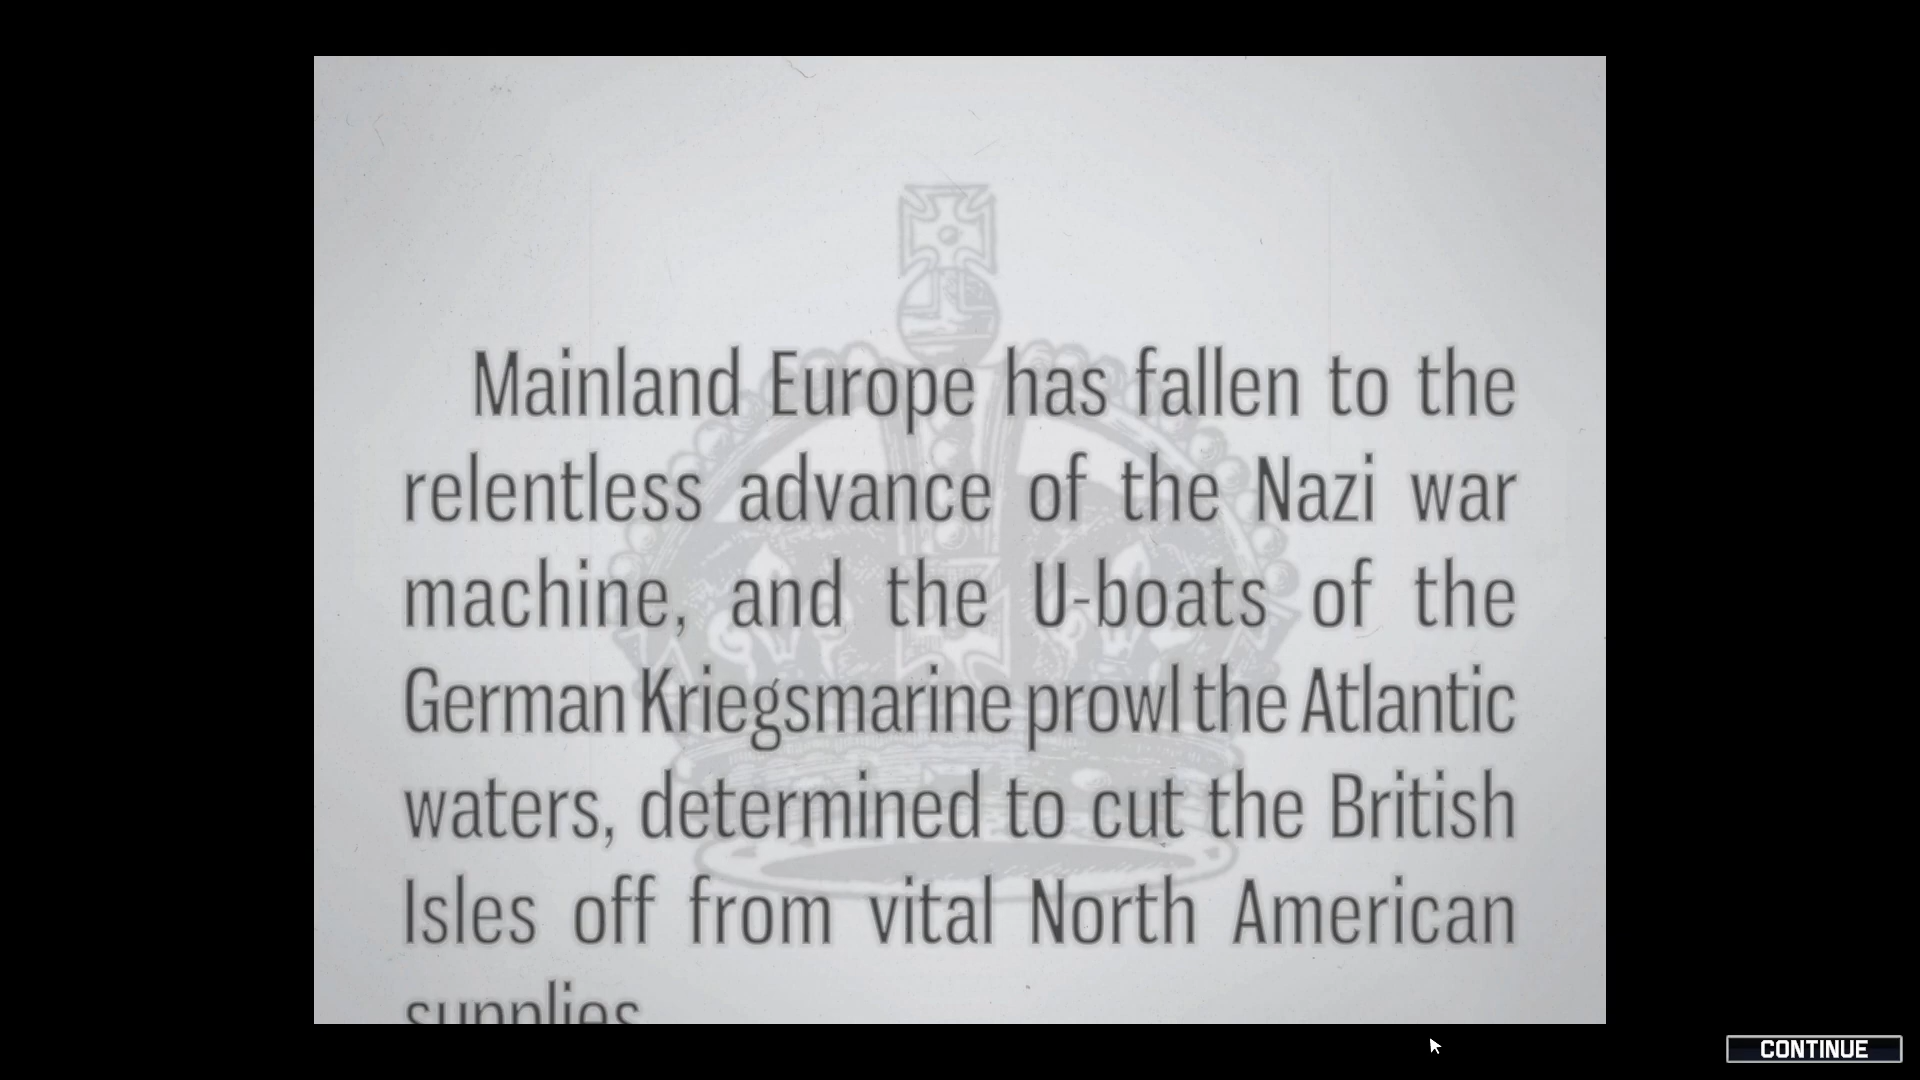 Mainland Europe has fallen to the
relentless advance of the Nazi war
machine, and the U-boats of the
German Kriegsmarine prowl the Atlantic
waters, determined to cut the British
Isles off from vital North American
supplies
CONTINUE